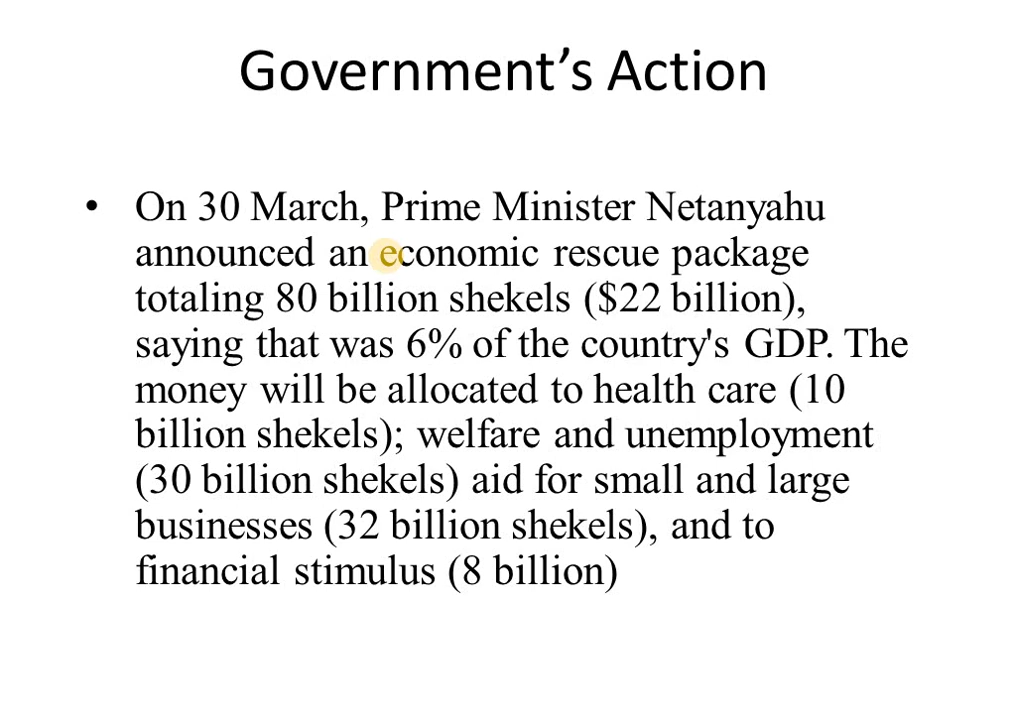 Government’s Action
• On 30 March, Prime Minister Netanyahu
announced an economic rescue package
totaling 80 billion shekels ($22 billion),
saying that was 6% of the country's GDP. The
money will be allocated to health care (10
billion shekels); welfare and unemployment
(30 billion shekels) aid for small and large
businesses (32 billion shekels), and to
financial stimulus (8 billion)